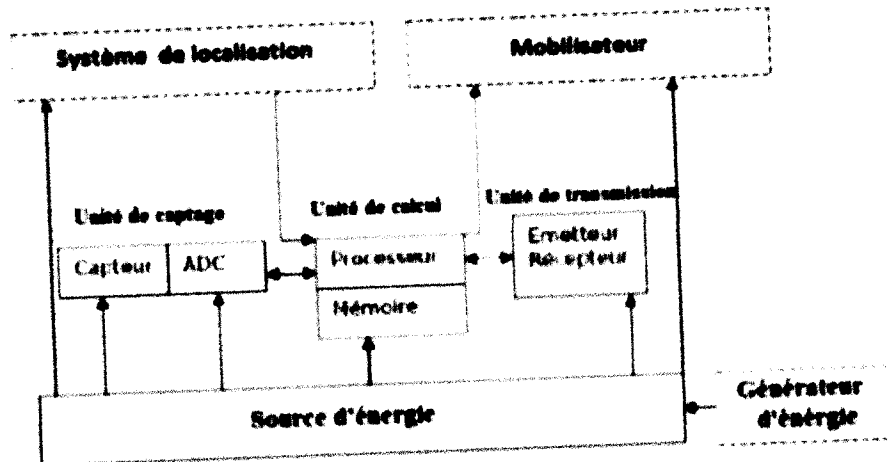 Système de localisation
Mobilisateur
Unité de captage
Unité de calcul
Unité de transmission
Capteur
ADC
Processeur
Mémoire
Emetteur
Récepteur
Source d'énergie
Générateur
d'énérgie